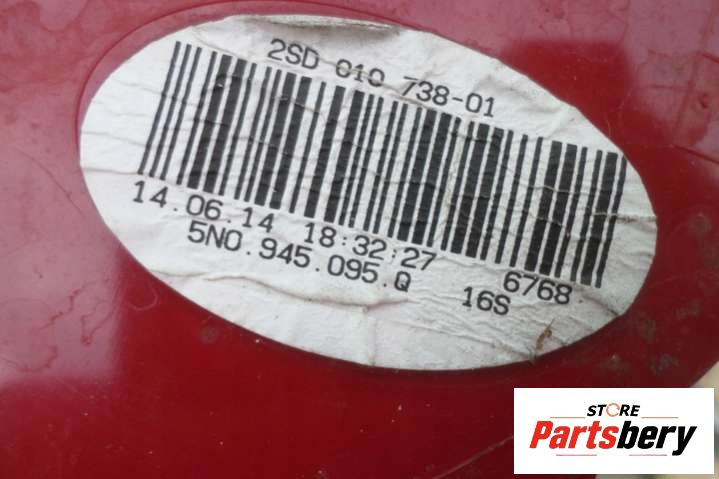 2SD 010 738-01
14.06.14 18:32:27 6768
5N0.945.095.Q 16S
STORE
Partsbery